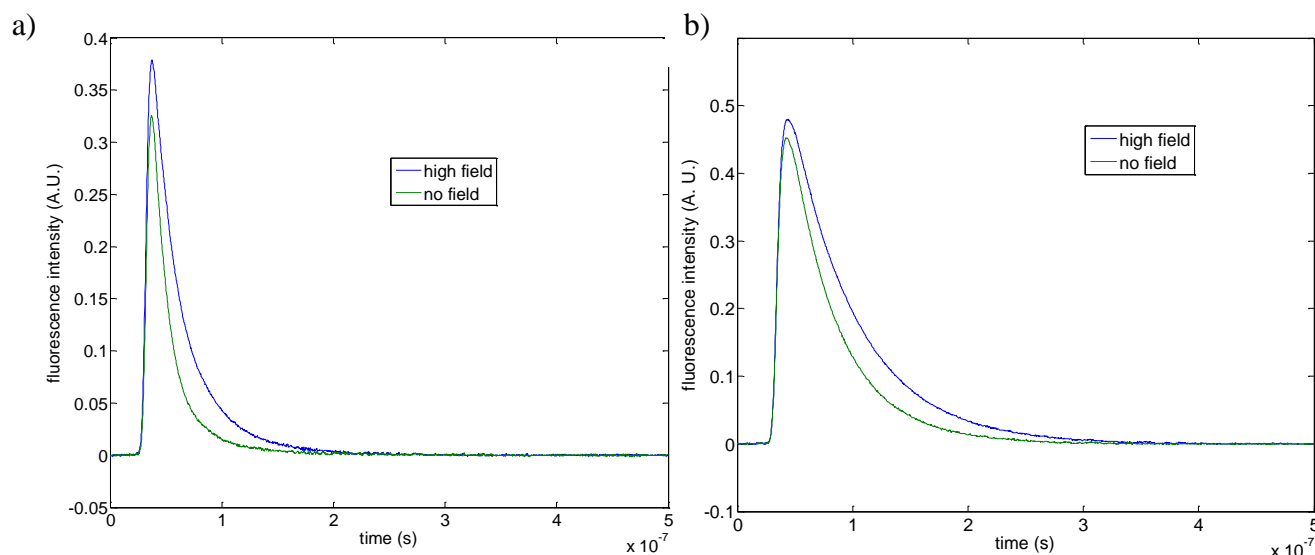 a)
0.4
0.35
0.3
0.25
0.2
0.15
0.1
0.05
0
-0.05
fluorescence intensity (A.U.)
high field
no field
0 1 2 3 4 5
time (s)
x 10⁻⁷
b)
0.5
0.4
0.3
0.2
0.1
0
-0.1
fluorescence intensity (A. U.)
high field
no field
0 1 2 3 4 5
time (s)
x 10⁻⁷